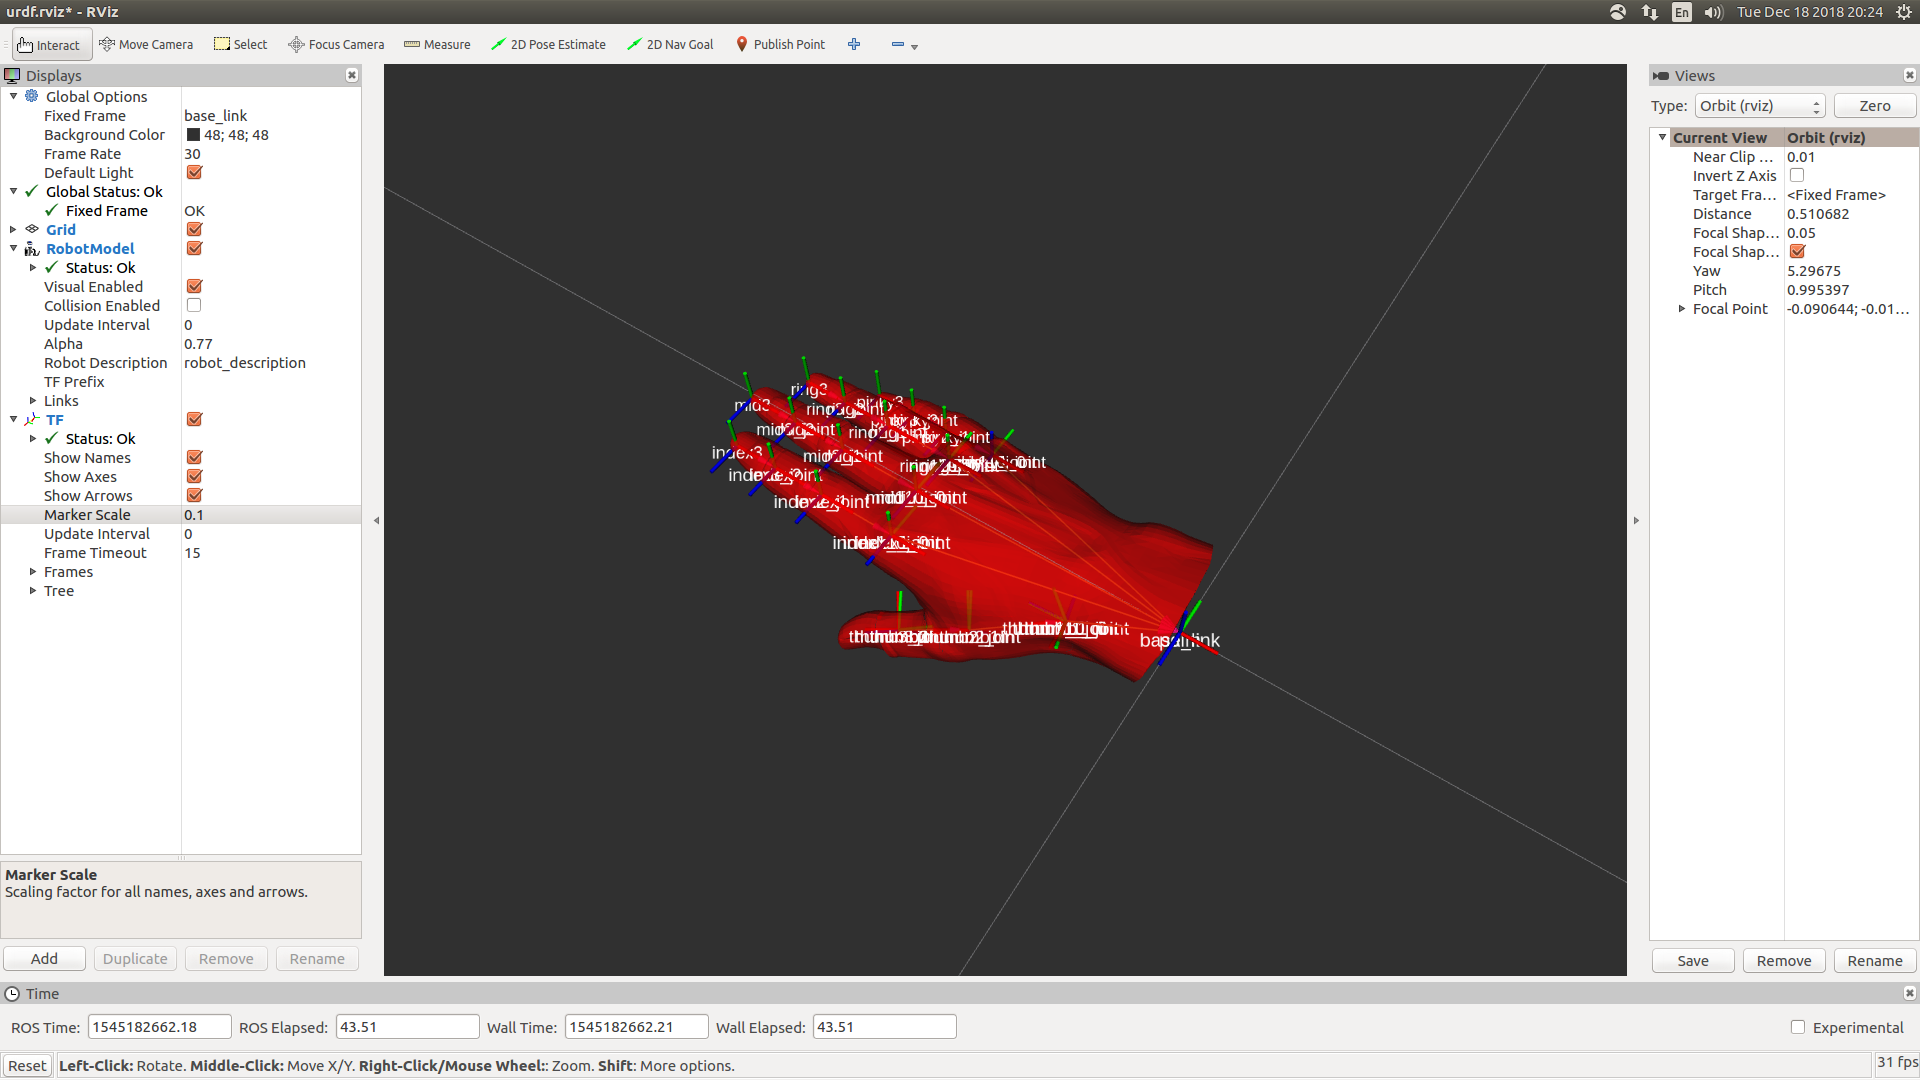 urdf.rviz* - RViz
En
Tue Dec 18 2018 20:24
Interact
Move Camera
Select
Focus Camera
Measure
2D Pose Estimate
2D Nav Goal
Publish Point
Displays
Global Options
Fixed Frame base_link
Background Color 48; 48; 48
Frame Rate 30
Default Light
Global Status: Ok
Fixed Frame OK
Grid
RobotModel
Status: Ok
Visual Enabled
Collision Enabled
Update Interval 0
Alpha 0.77
Robot Description robot_description
TF Prefix
Links
TF
Status: Ok
Show Names
Show Axes
Show Arrows
Marker Scale 0.1
Update Interval 0
Frame Timeout 15
Frames
Tree
Marker Scale
Scaling factor for all names, axes and arrows.
Add
Duplicate
Remove
Rename
ring3
mid3
index3
Views
Type: Orbit (rviz) Zero
Current View Orbit (rviz)
Near Clip ... 0.01
Invert Z Axis
Target Fra... <Fixed Frame>
Distance 0.510682
Focal Shap... 0.05
Focal Shap...
Yaw 5.29675
Pitch 0.995397
Focal Point -0.090644; -0.01...
Save
Remove
Rename
Time
ROS Time: 1545182662.18 ROS Elapsed: 43.51 Wall Time: 1545182662.21 Wall Elapsed: 43.51 Experimental
Reset Left-Click: Rotate. Middle-Click: Move X/Y. Right-Click/Mouse Wheel:: Zoom. Shift: More options. 31 fps